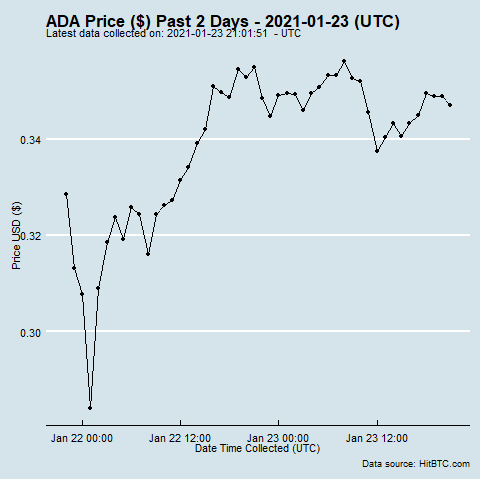 ADA Price ($) Past 2 Days - 2021-01-23 (UTC)
Latest data collected on: 2021-01-23 21:01:51 - UTC
0.34
0.32
0.30
Price USD ($)
Jan 22 00:00
Jan 22 12:00
Jan 23 00:00
Jan 23 12:00
Date Time Collected (UTC)
Data source: HitBTC.com